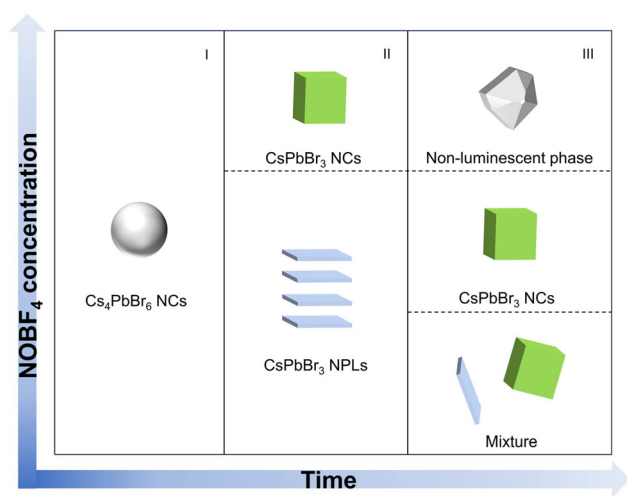 NOBF₄ concentration
I
Cs₄PbBr₆ NCs
II
CsPbBr₃ NCs
CsPbBr₃ NPLs
III
Non-luminescent phase
CsPbBr₃ NCs
Mixture
Time